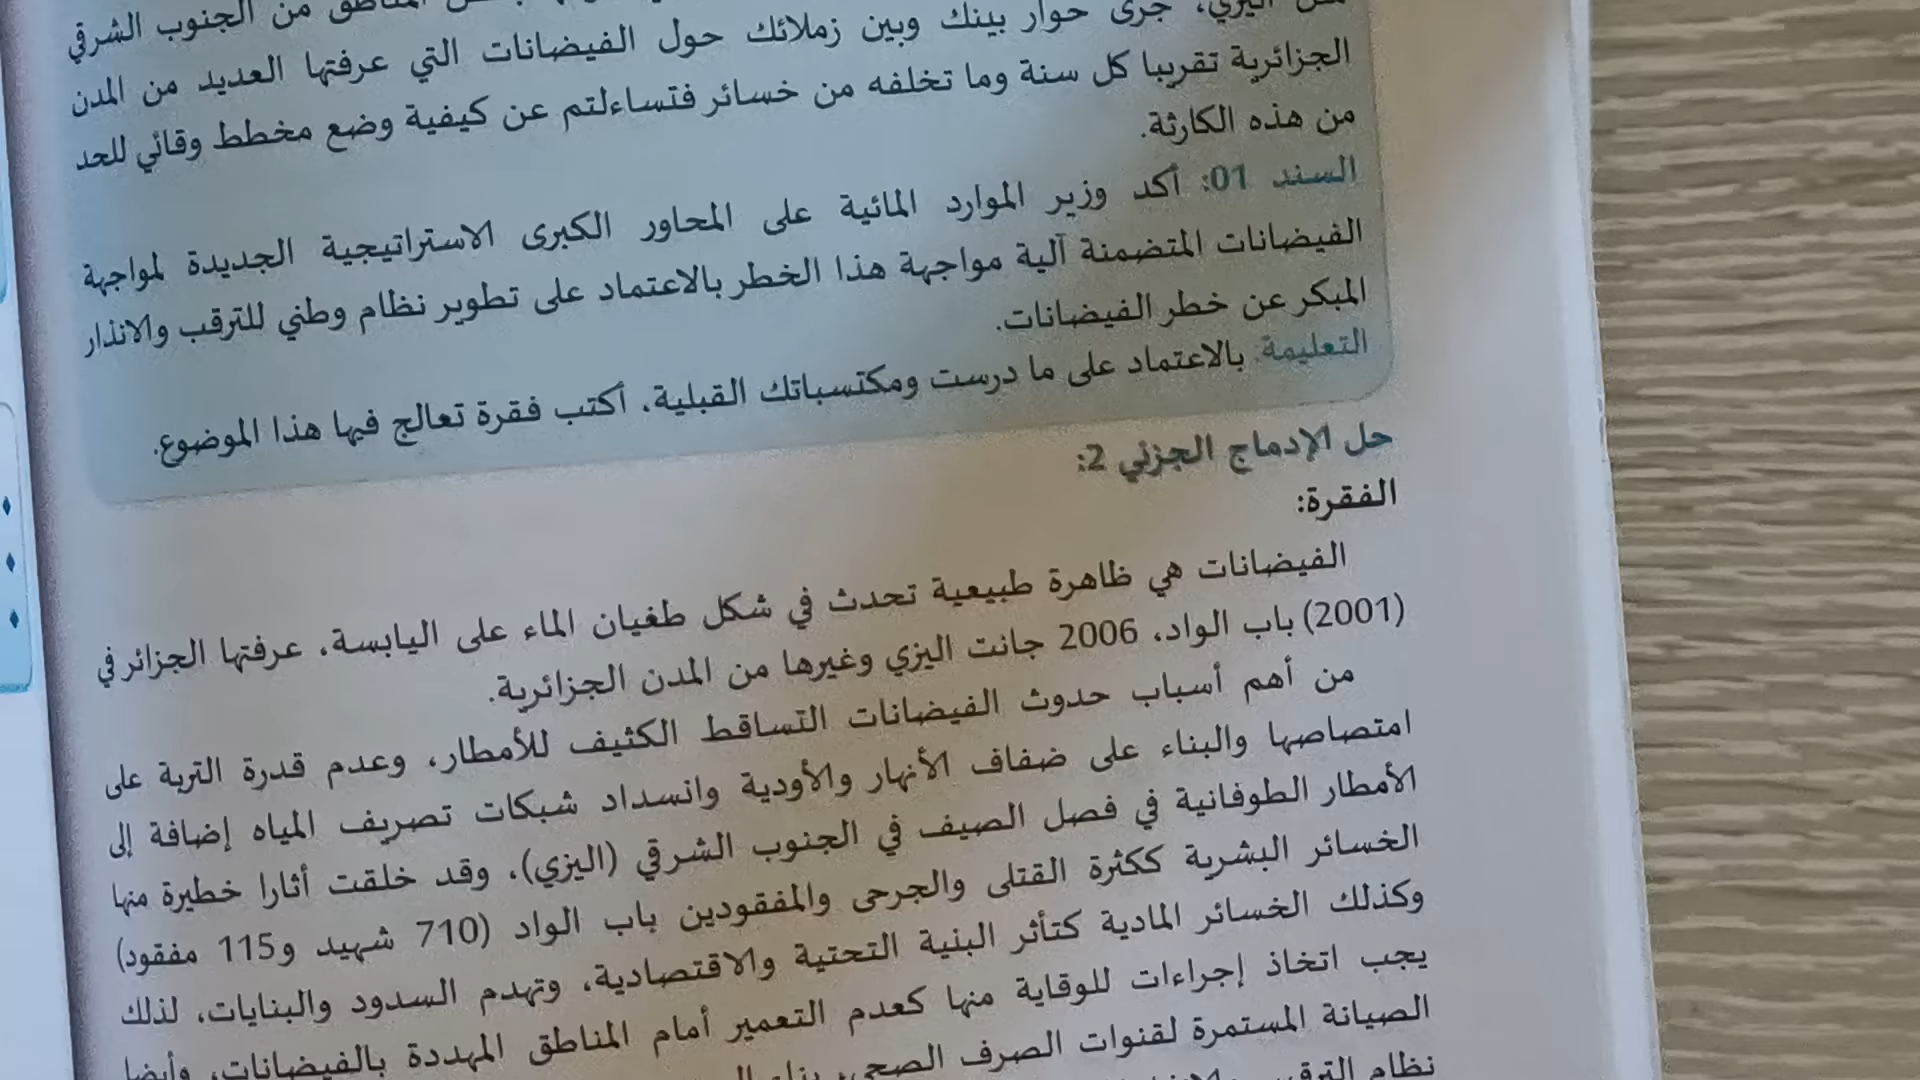 من الجنوب الشرقي
جرى حوار بينك وبين زملائك حول الفيضانات التي عرفتها العديد من المدن
الجزائرية تقريبا كل سنة وما تخلفه من خسائر فتساءلتم عن كيفية وضع مخطط وقائي للحد
من هذه الكارثة.
السند 01: أكد وزير الموارد المائية على المحاور الكبرى الاستراتيجية الجديدة لمواجهة
الفيضانات المتضمنة آلية مواجهة هذا الخطر بالاعتماد على تطوير نظام وطني للترقب والانذار
المبكر عن خطر الفيضانات.
التعليمة: بالاعتماد على ما درست ومكتسباتك القبلية، أكتب فقرة تعالج فيها هذا الموضوع.
حل الإدماج الجزئي 2:
الفقرة:
الفيضانات هي ظاهرة طبيعية تحدث في شكل طغيان الماء على اليابسة، عرفتها الجزائر في
(2001) باب الواد، 2006 جانت اليزي وغيرها من المدن الجزائرية.
من أهم أسباب حدوث الفيضانات التساقط الكثيف للأمطار، وعدم قدرة التربة على
امتصاصها والبناء على ضفاف الأنهار والأودية وانسداد شبكات تصريف المياه إضافة إلى
الأمطار الطوفانية في فصل الصيف في الجنوب الشرقي (اليزي)، وقد خلقت أثارا خطيرة منها
الخسائر البشرية ككثرة القتلى والجرحى والمفقودين باب الواد (710 شهيد و115 مفقود)
وكذلك الخسائر المادية كتأثر البنية التحتية والاقتصادية، وتهدم السدود والبنايات، لذلك
يجب اتخاذ إجراءات للوقاية منها كعدم التعمير أمام المناطق المهددة بالفيضانات، وأيضا
الصيانة المستمرة لقنوات الصرف الصحي، بناء
نظام